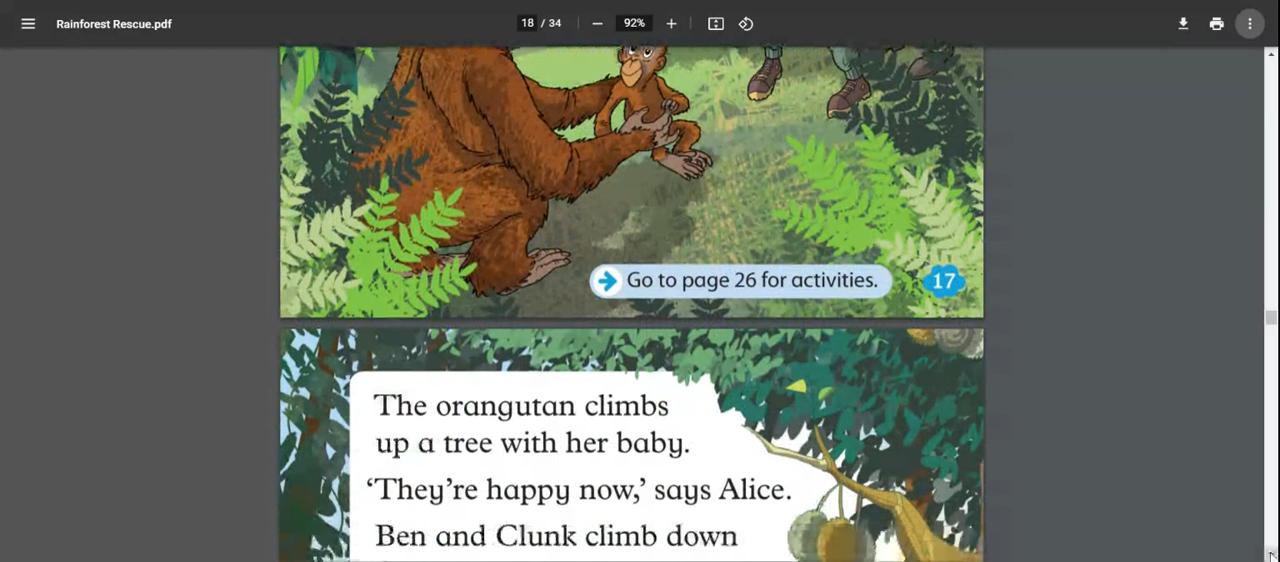 Rainforest Rescue.pdf
18 / 34
92%
Go to page 26 for activities.
17
The orangutan climbs
up a tree with her baby.
‘They’re happy now,’ says Alice.
Ben and Clunk climb down